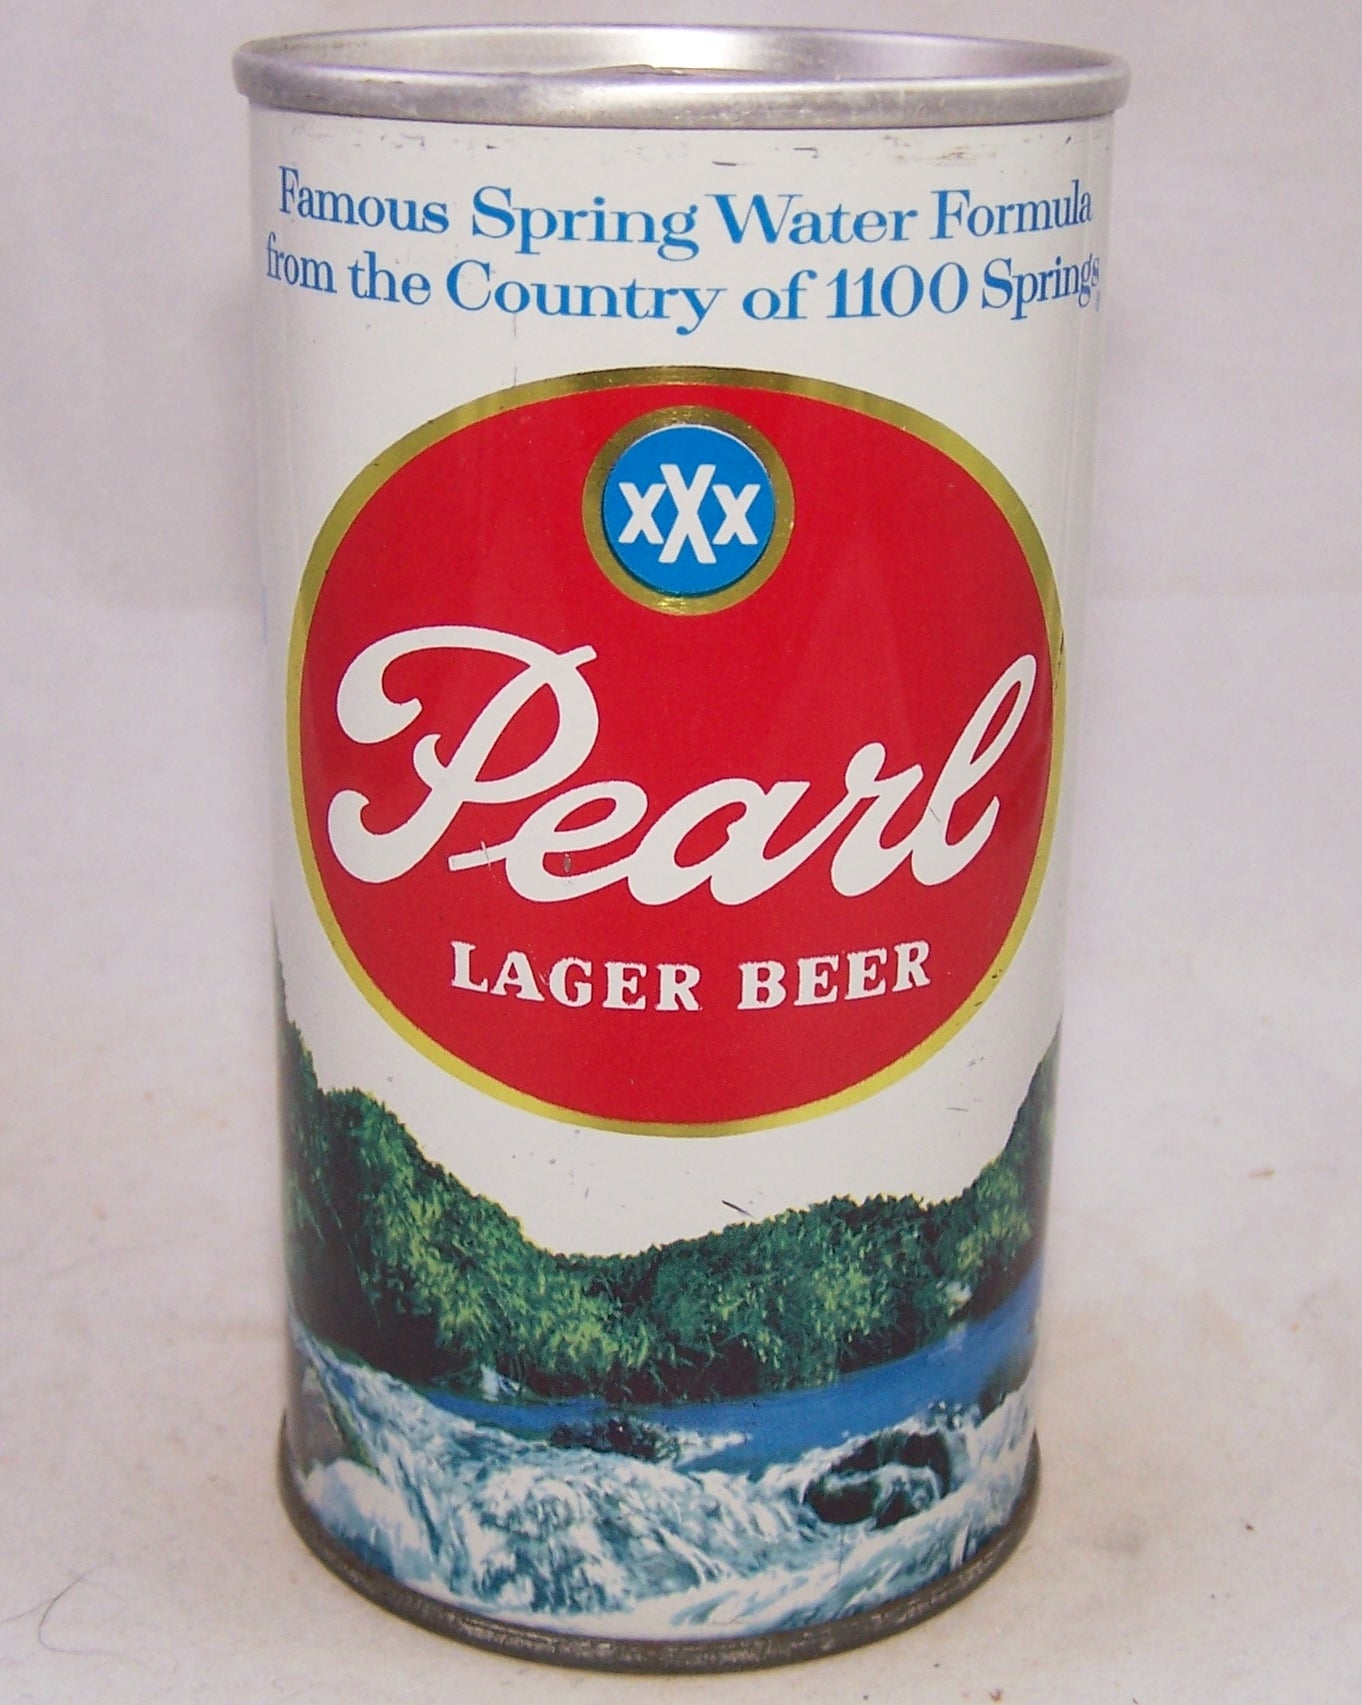 Famous Spring Water Formula
from the Country of 1100 Springs
XXX
Pearl
LAGER BEER